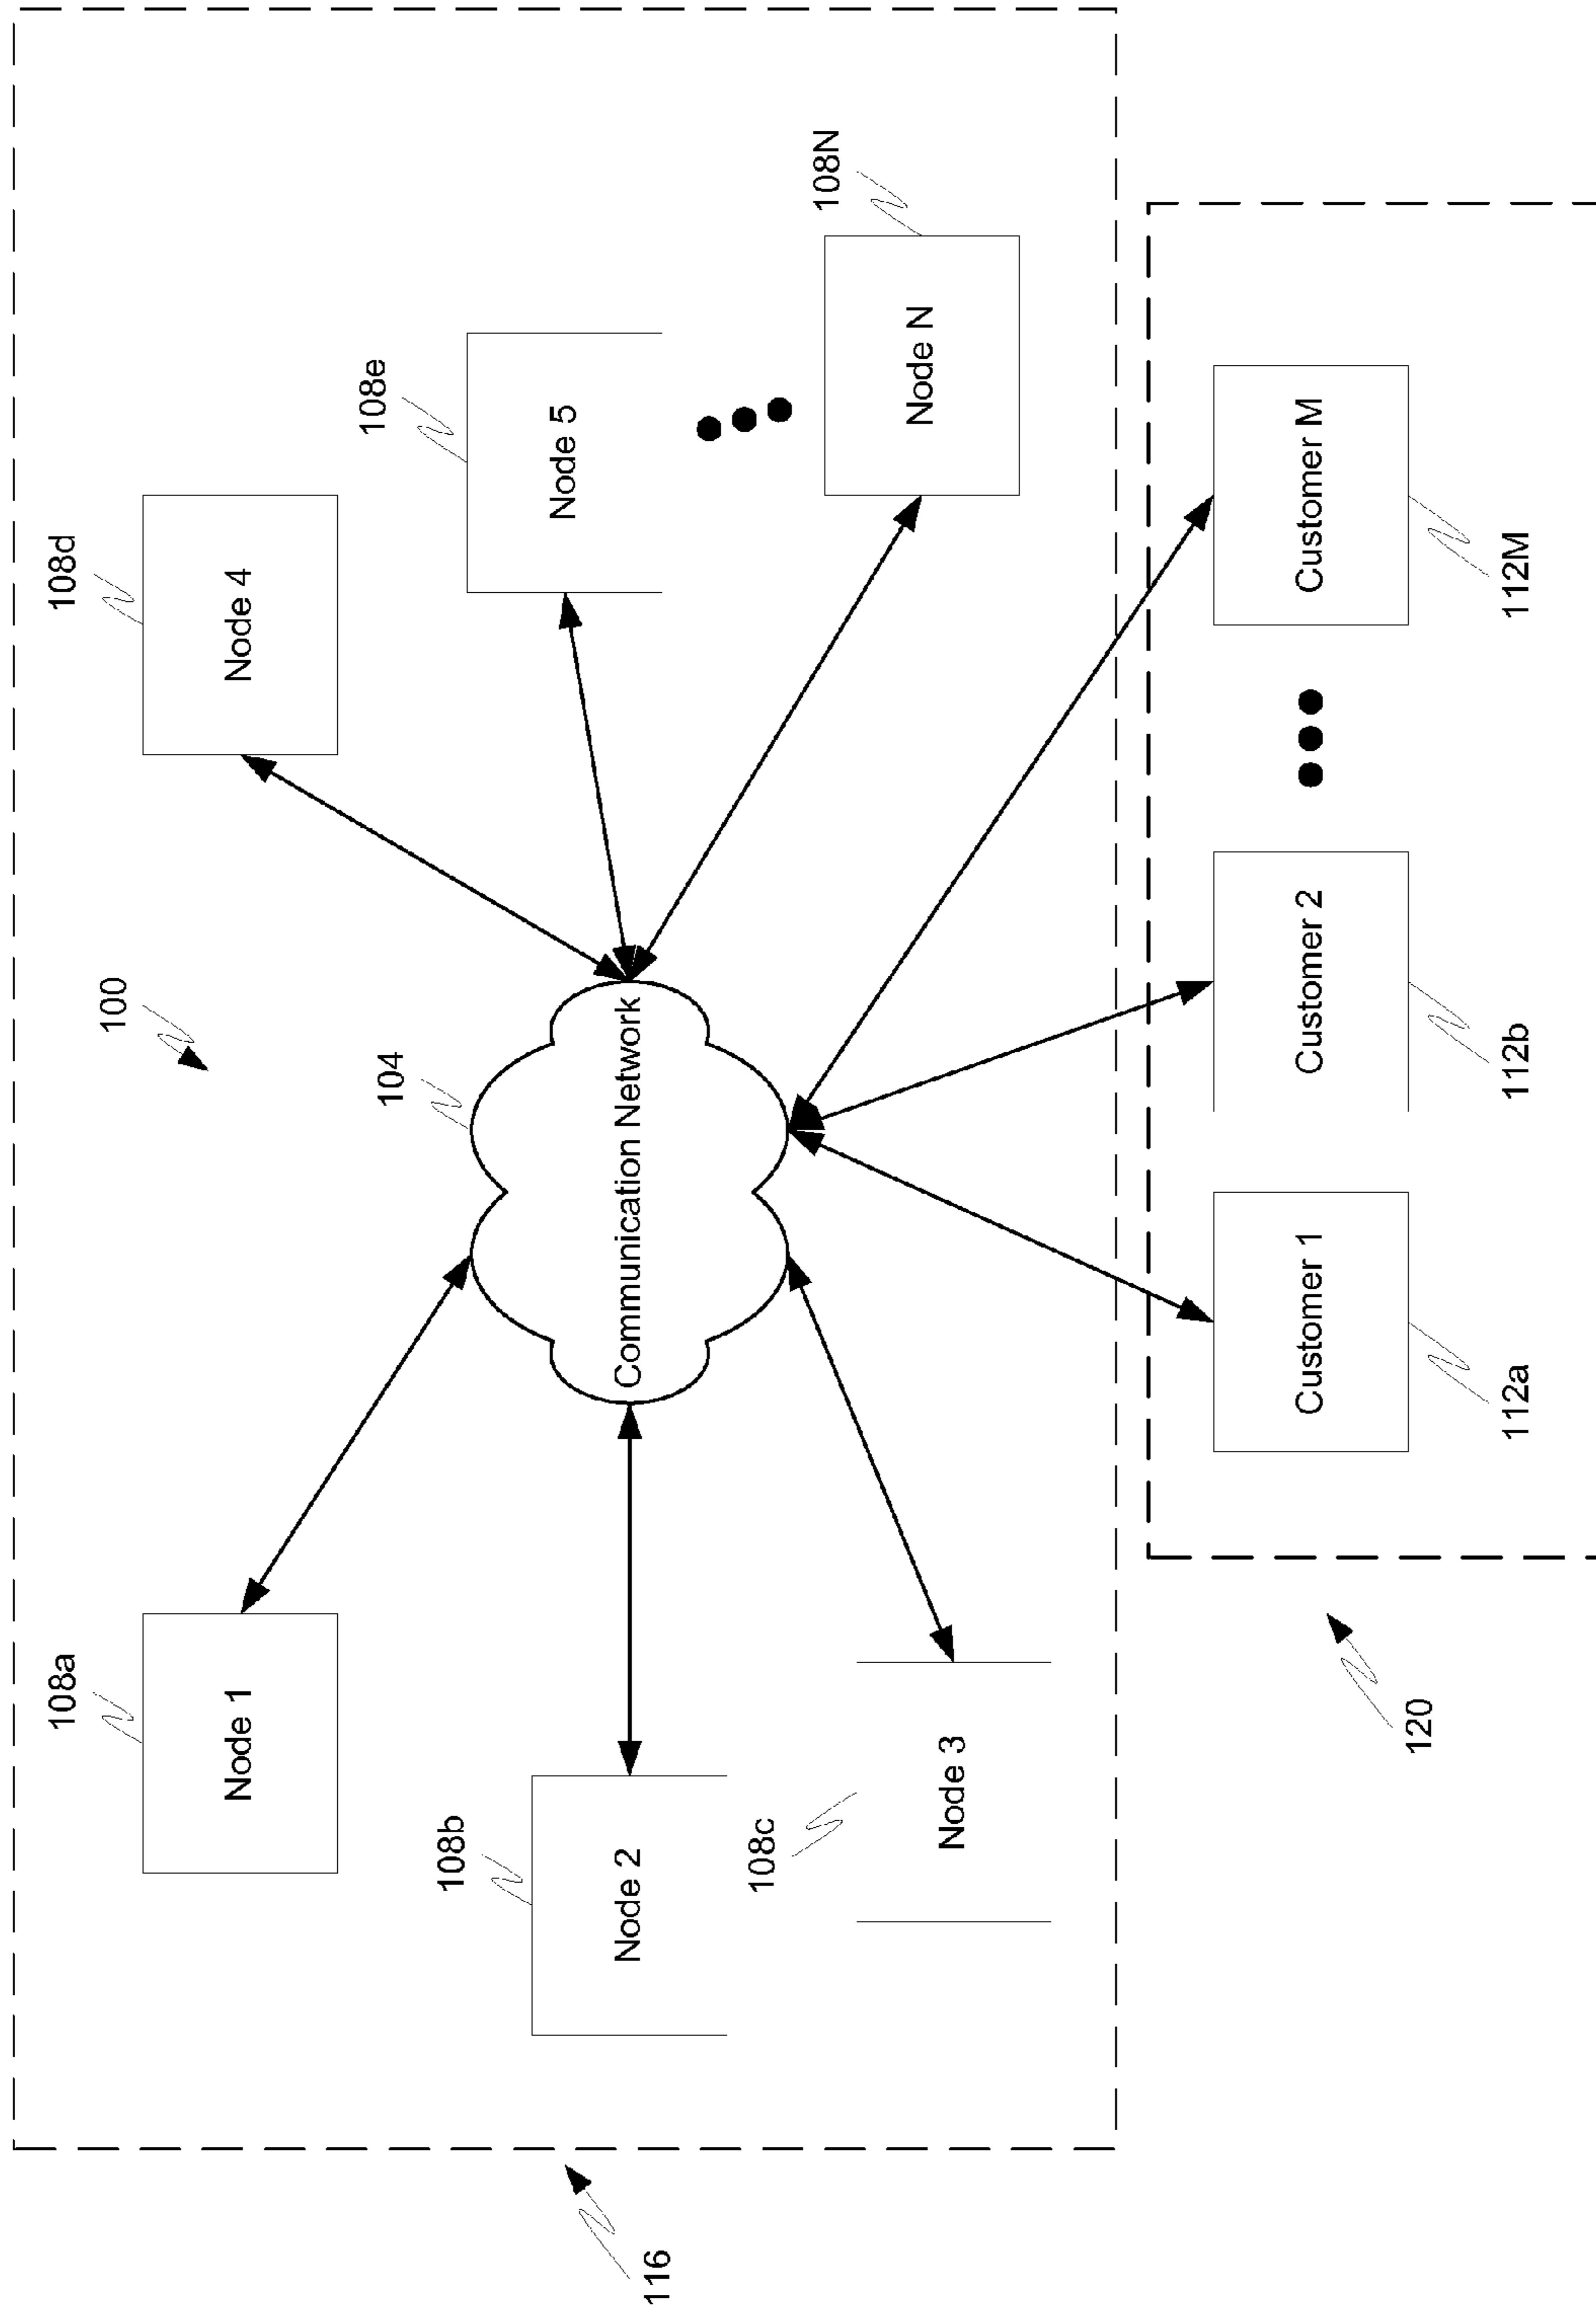 100
108a
Node 1
108d
Node 4
104
Communication Network
108b
Node 2
108e
Node 5
108c
Node 3
108N
Node N
116
Customer 1
Customer 2
Customer M
112a
112b
112M
120